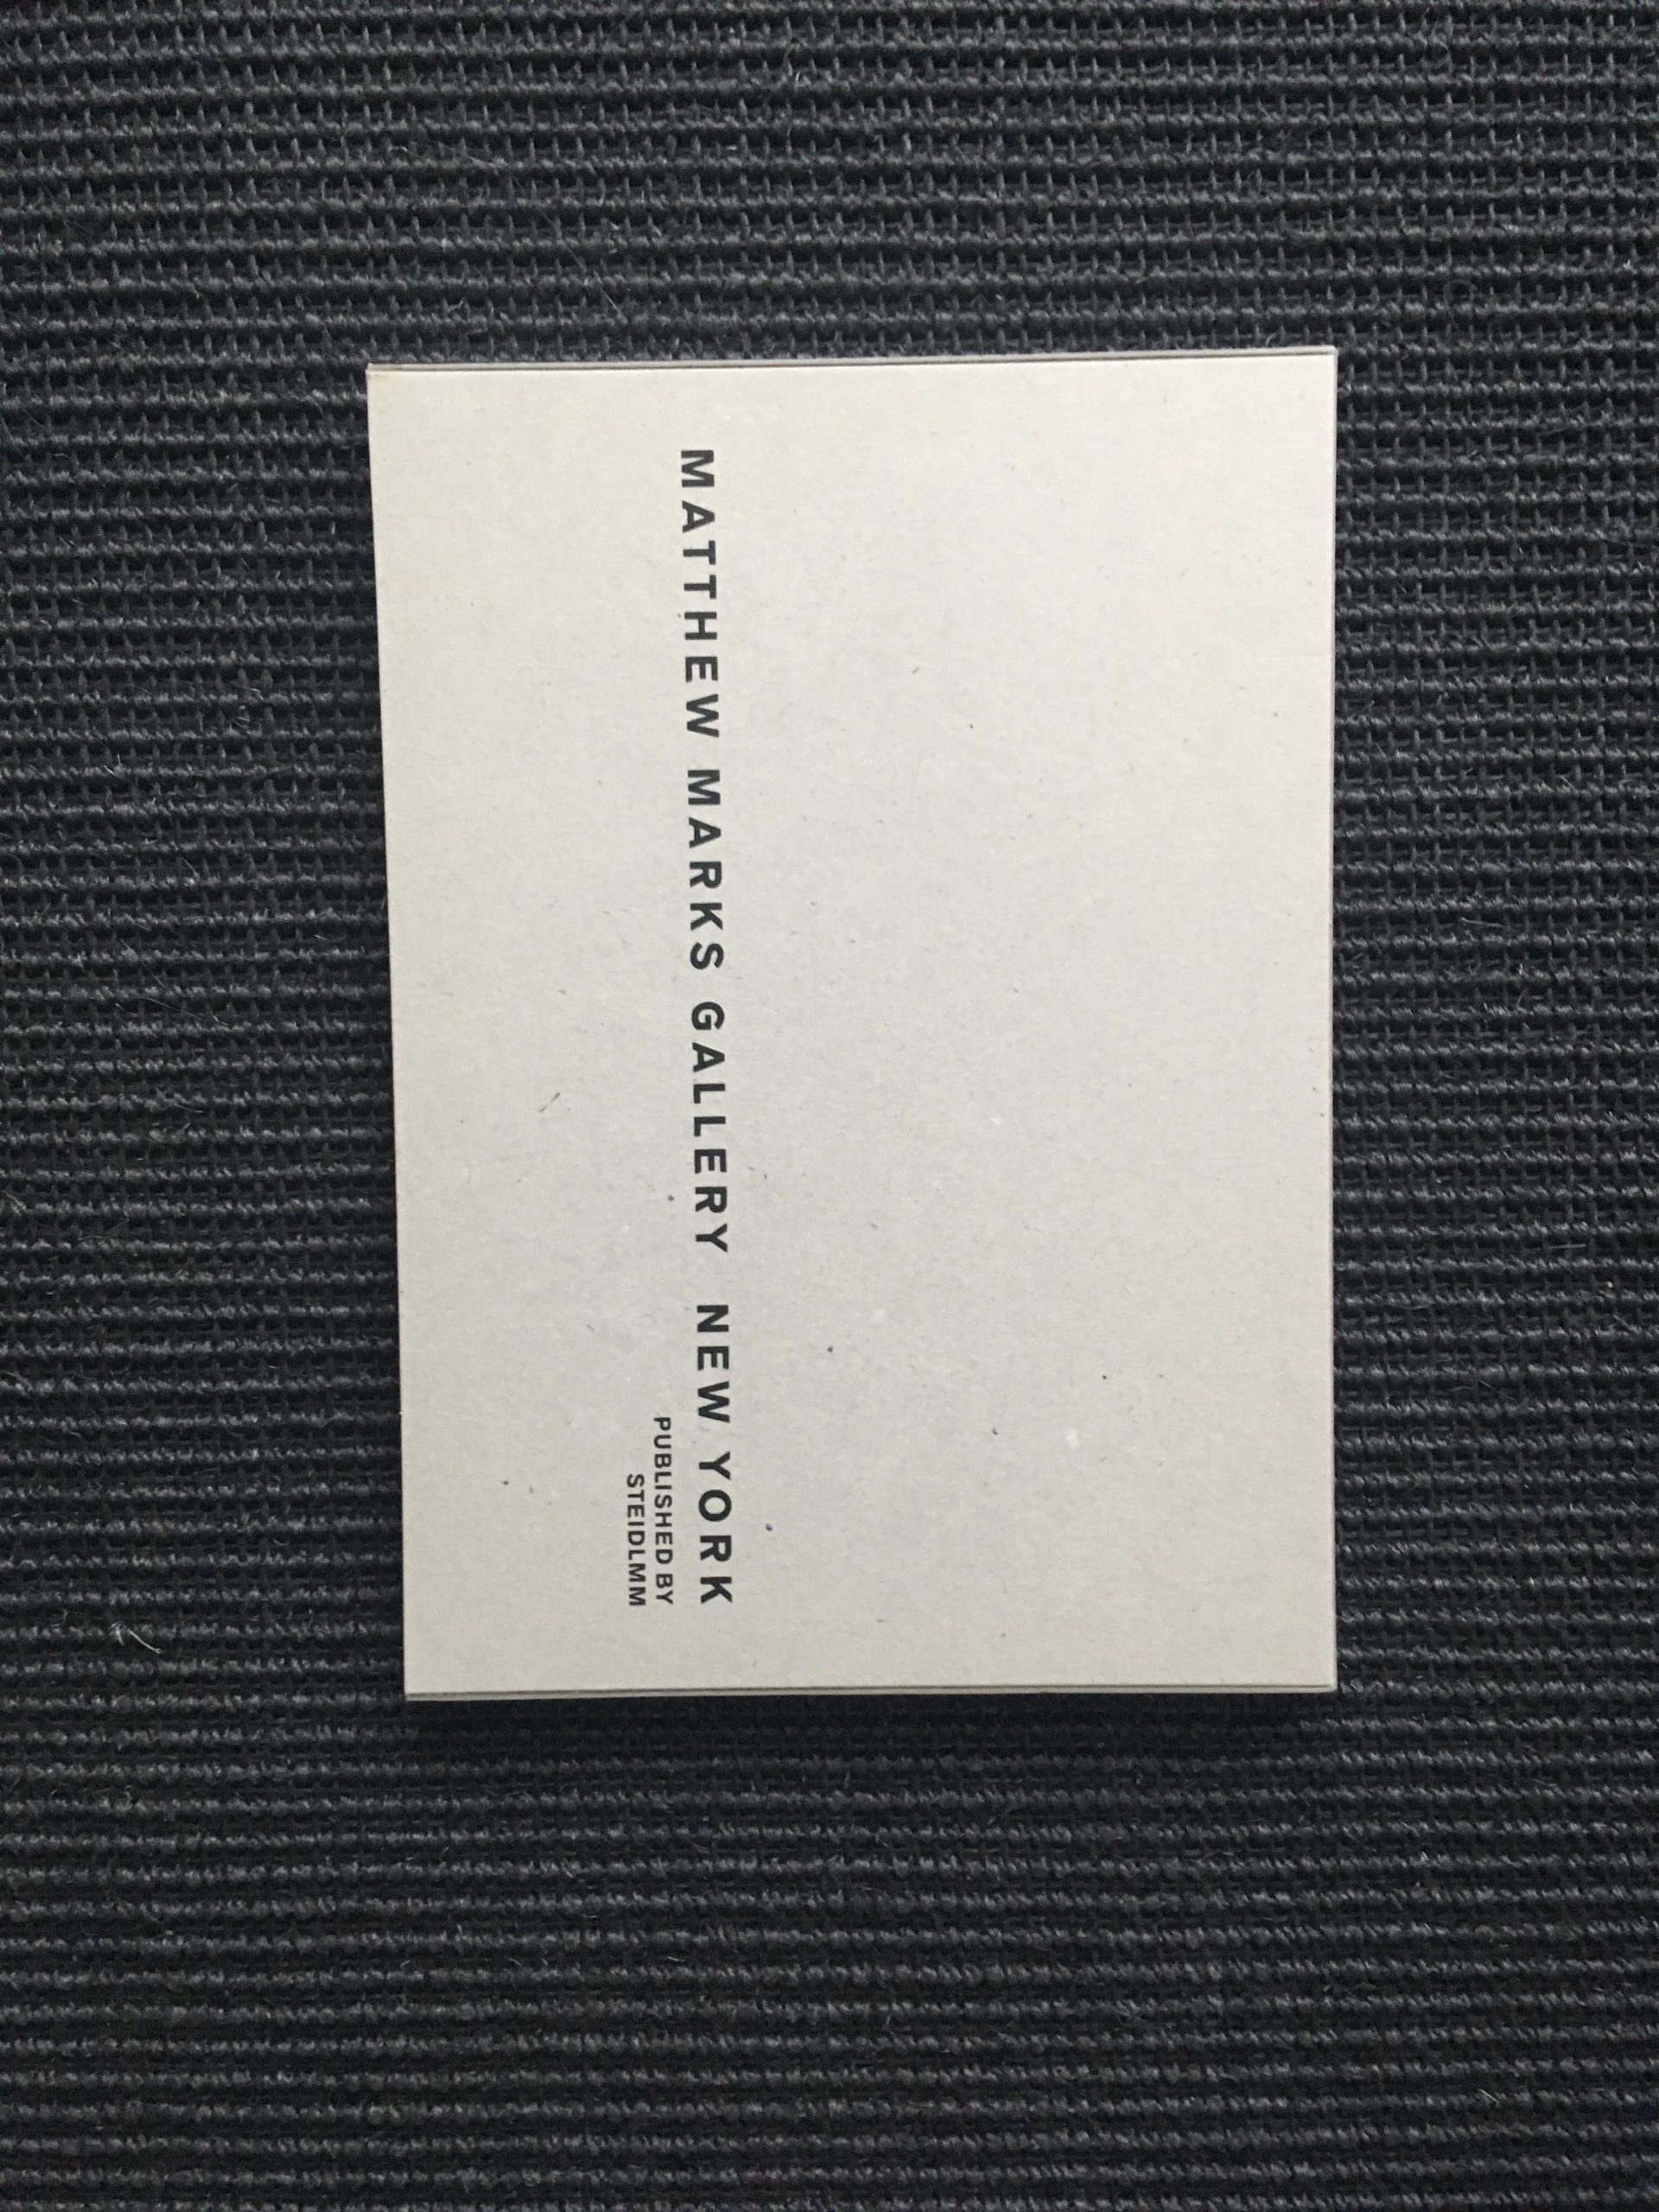 MATTHEW MARKS GALLERY NEW YORK
PUBLISHED BY
STEIDLMM